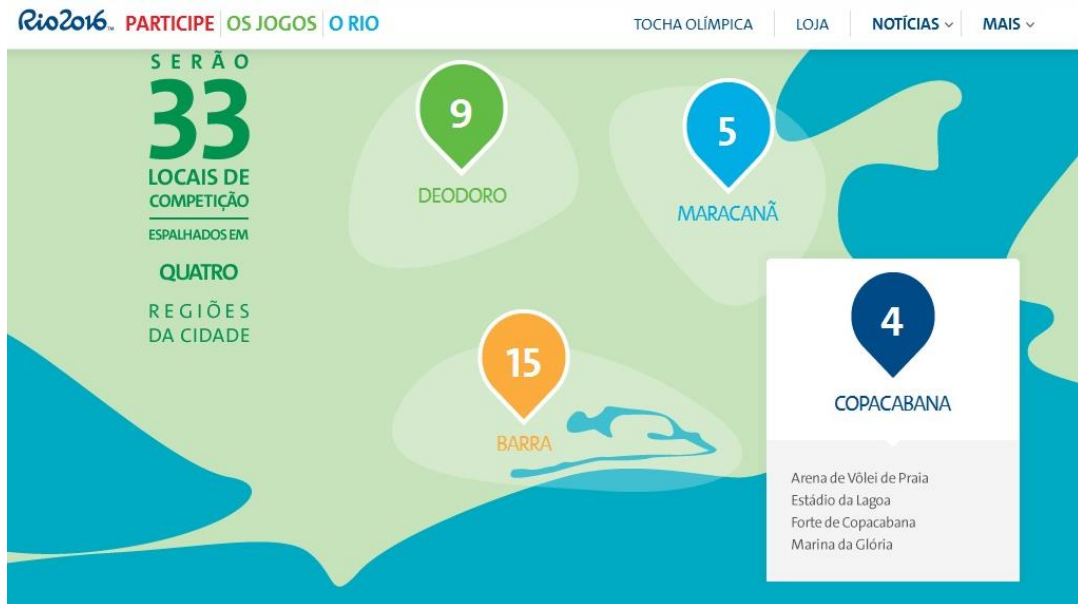 Rio2016™ PARTICIPE OS JOGOS O RIO TOCHA OLÍMPICA LOJA NOTÍCIAS MAIS
SERÃO
33
LOCAIS DE
COMPETIÇÃO
ESPALHADOS EM
QUATRO
REGIÕES
DA CIDADE
9
DEODORO
5
MARACANÃ
15
BARRA
4
COPACABANA
Arena de Vôlei de Praia
Estádio da Lagoa
Forte de Copacabana
Marina da Glória